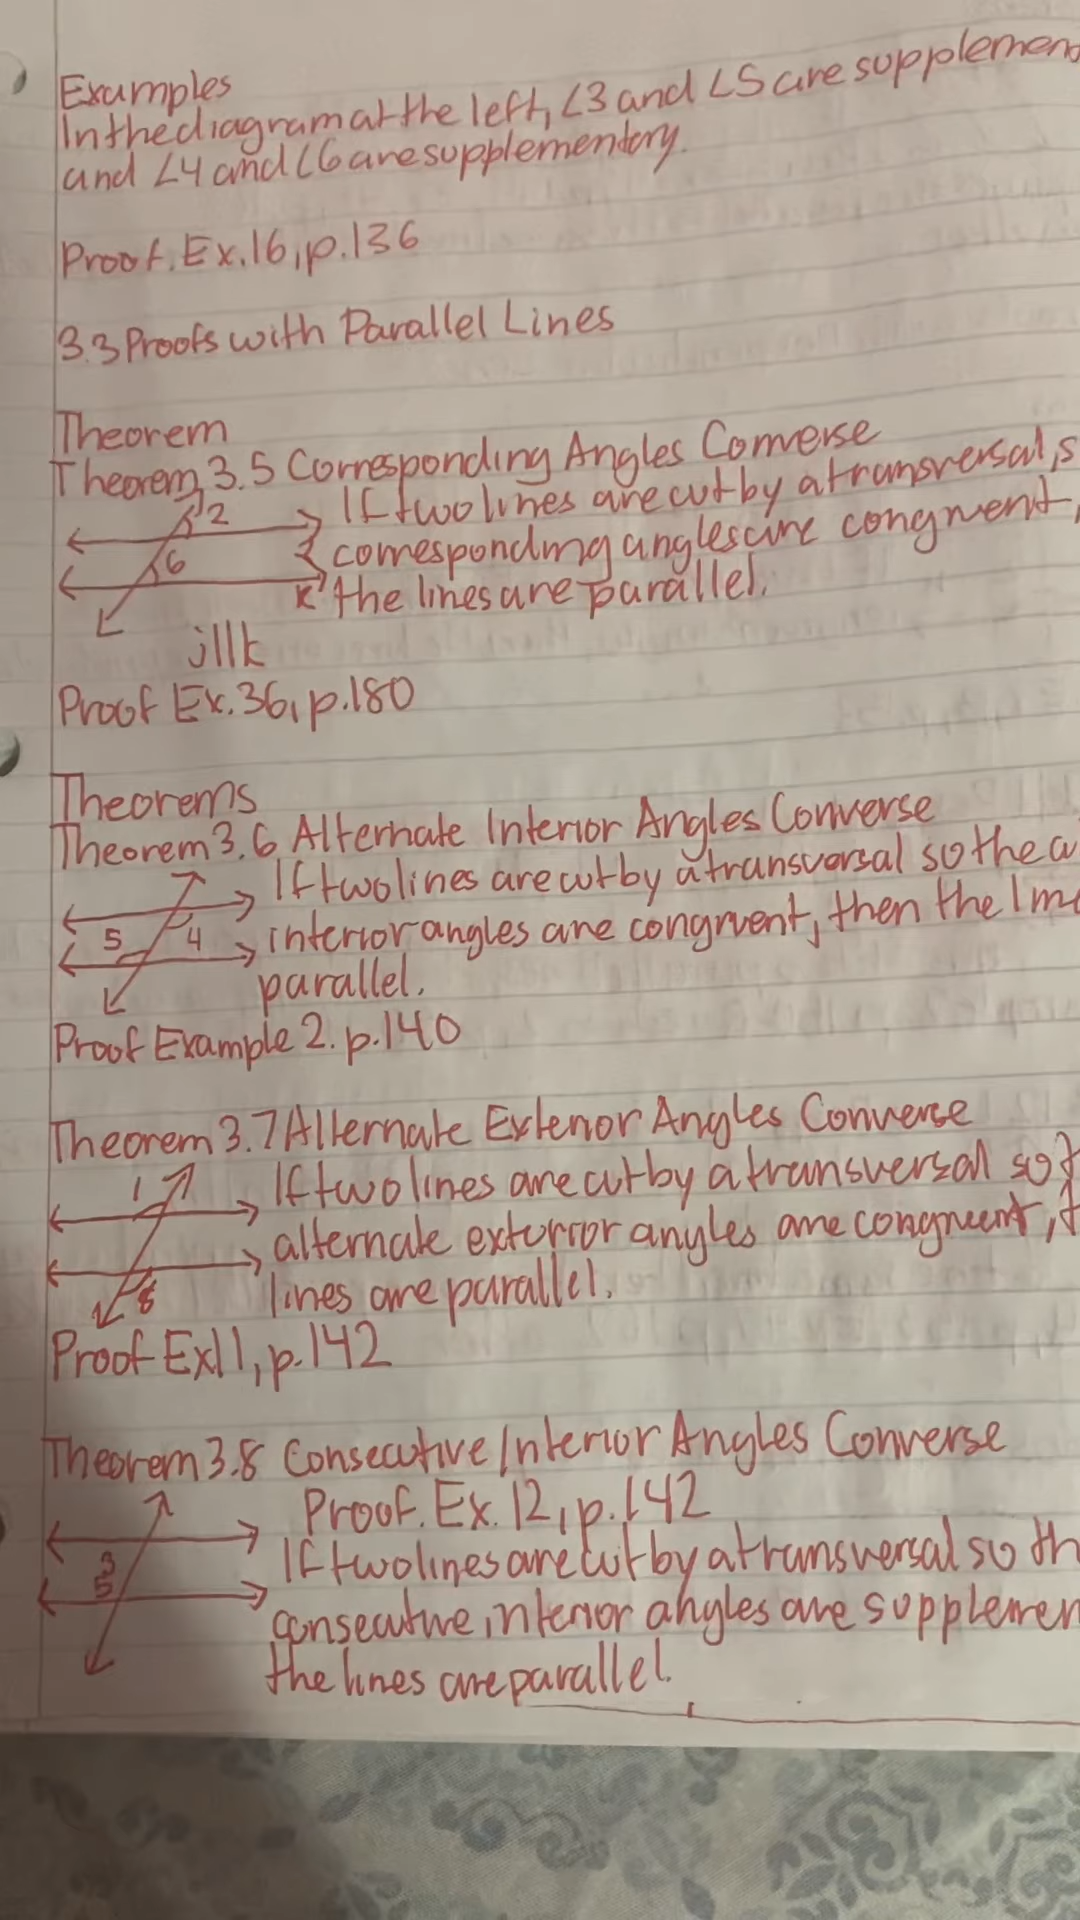 Examples
In the diagram at the left, ∠3 and ∠5 are supplemen
and ∠4 and ∠6 are supplementory.
Proof. Ex. 16, p. 136
3.3 Proofs with Parallel Lines
Theorem
Theorem 3.5 Corresponding Angles Converse
2 If two lines are cut by a transversal, s
6 corresponding angles are congruent,
k the lines are parallel.
j||k
Proof Ex. 36, p. 180
Theorems
Theorem 3.6 Alternate Interior Angles Converse
If two lines are cut by a transversal so the a
5 4 interior angles are congruent, then the line
parallel.
Proof Example 2. p. 140
Theorem 3.7 Alternate Exterior Angles Converse
1 If two lines are cut by a transversal so t
alternate exterior angles are congruent, t
8 lines are parallel.
Proof Ex 11, p. 142
Theorem 3.8 Consecutive Interior Angles Converse
Proof. Ex. 12, p. 142
3 If two lines are cut by a transversal so th
5 consecutive interior angles are supplemen
the lines are parallel.